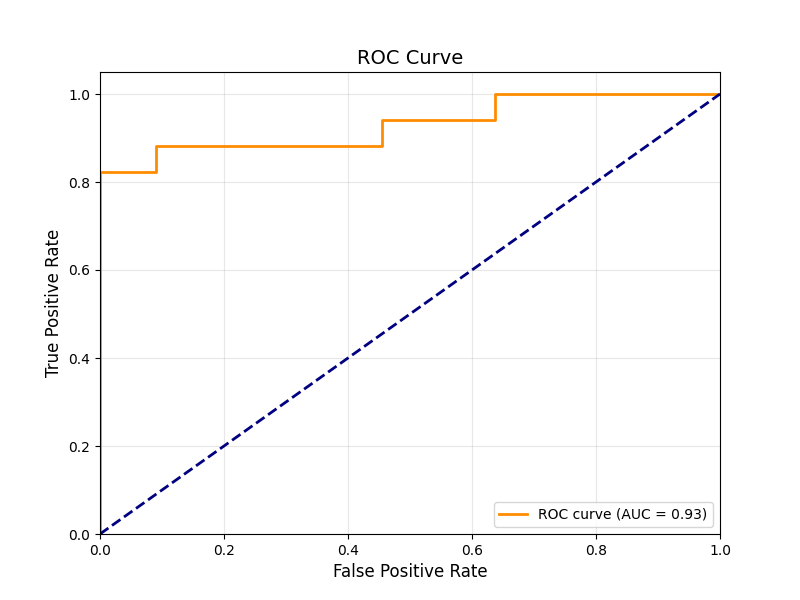 ROC Curve
1.0
0.8
0.6
0.4
0.2
0.0
True Positive Rate
0.0 0.2 0.4 0.6 0.8 1.0
False Positive Rate
ROC curve (AUC = 0.93)